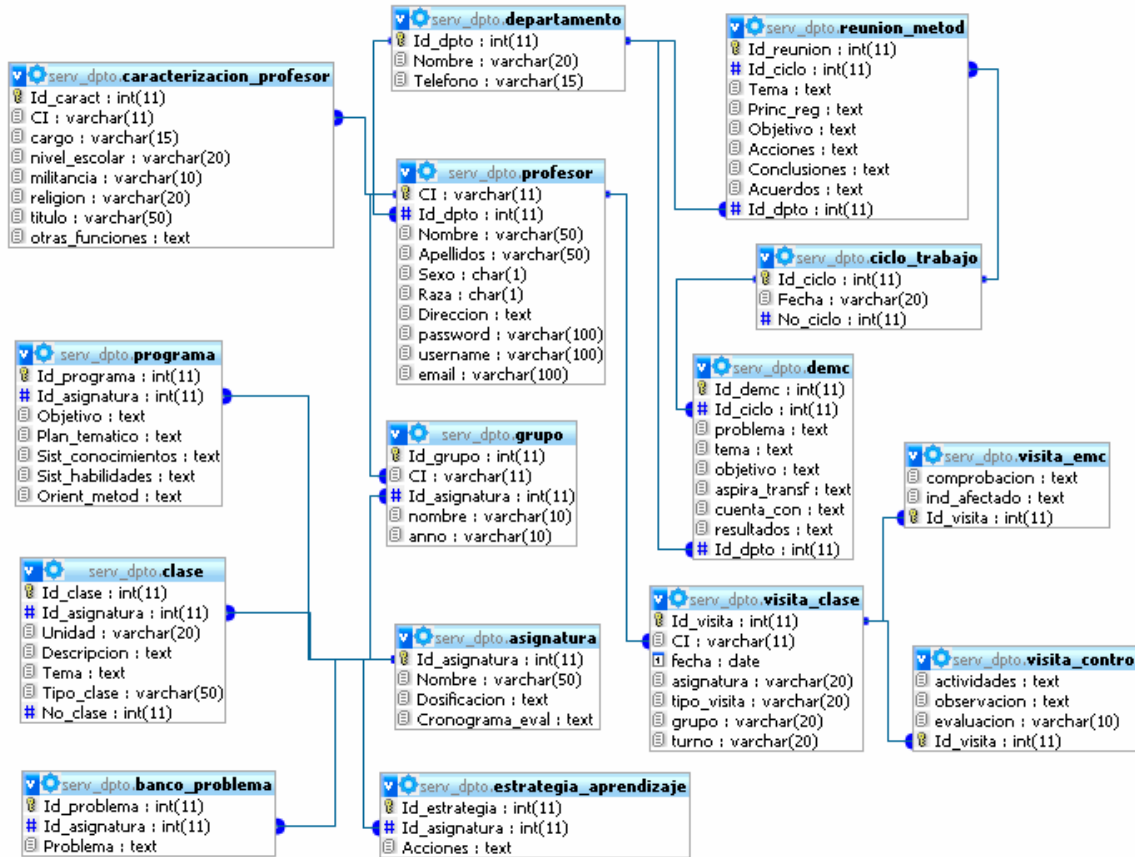 serv_dpto.departamento
Id_dpto : int(11)
Nombre : varchar(20)
Telefono : varchar(15)
serv_dpto.reunion_metod
Id_reunion : int(11)
# Id_ciclo : int(11)
Tema : text
Princ_reg : text
Objetivo : text
Acciones : text
Conclusiones : text
Acuerdos : text
# Id_dpto : int(11)
serv_dpto.caracterizacion_profesor
Id_caract : int(11)
CI : varchar(11)
cargo : varchar(15)
nivel_escolar : varchar(20)
militancia : varchar(10)
religion : varchar(20)
titulo : varchar(50)
otras_funciones : text
serv_dpto.profesor
CI : varchar(11)
# Id_dpto : int(11)
Nombre : varchar(50)
Apellidos : varchar(50)
Sexo : char(1)
Raza : char(1)
Direccion : text
password : varchar(100)
username : varchar(100)
email : varchar(100)
serv_dpto.ciclo_trabajo
Id_ciclo : int(11)
Fecha : varchar(20)
# No_ciclo : int(11)
serv_dpto.programa
Id_programa : int(11)
# Id_asignatura : int(11)
Objetivo : text
Plan_tematico : text
Sist_conocimientos : text
Sist_habilidades : text
Orient_metod : text
serv_dpto.demc
Id_demc : int(11)
# Id_ciclo : int(11)
problema : text
tema : text
objetivo : text
aspira_transf : text
cuenta_con : text
resultados : text
# Id_dpto : int(11)
serv_dpto.grupo
Id_grupo : int(11)
CI : varchar(11)
# Id_asignatura : int(11)
nombre : varchar(10)
anno : varchar(10)
serv_dpto.visita_emc
comprobacion : text
ind_afectado : text
Id_visita : int(11)
serv_dpto.clase
Id_clase : int(11)
# Id_asignatura : int(11)
Unidad : varchar(20)
Descripcion : text
Tema : text
Tipo_clase : varchar(50)
# No_clase : int(11)
serv_dpto.asignatura
Id_asignatura : int(11)
Nombre : varchar(50)
Dosificacion : text
Cronograma_eval : text
serv_dpto.visita_clase
Id_visita : int(11)
CI : varchar(11)
fecha : date
asignatura : varchar(20)
tipo_visita : varchar(20)
grupo : varchar(20)
turno : varchar(20)
serv_dpto.visita_contro
actividades : text
observacion : text
evaluacion : varchar(10)
Id_visita : int(11)
serv_dpto.banco_problema
Id_problema : int(11)
# Id_asignatura : int(11)
Problema : text
serv_dpto.estrategia_aprendizaje
Id_estrategia : int(11)
# Id_asignatura : int(11)
Acciones : text